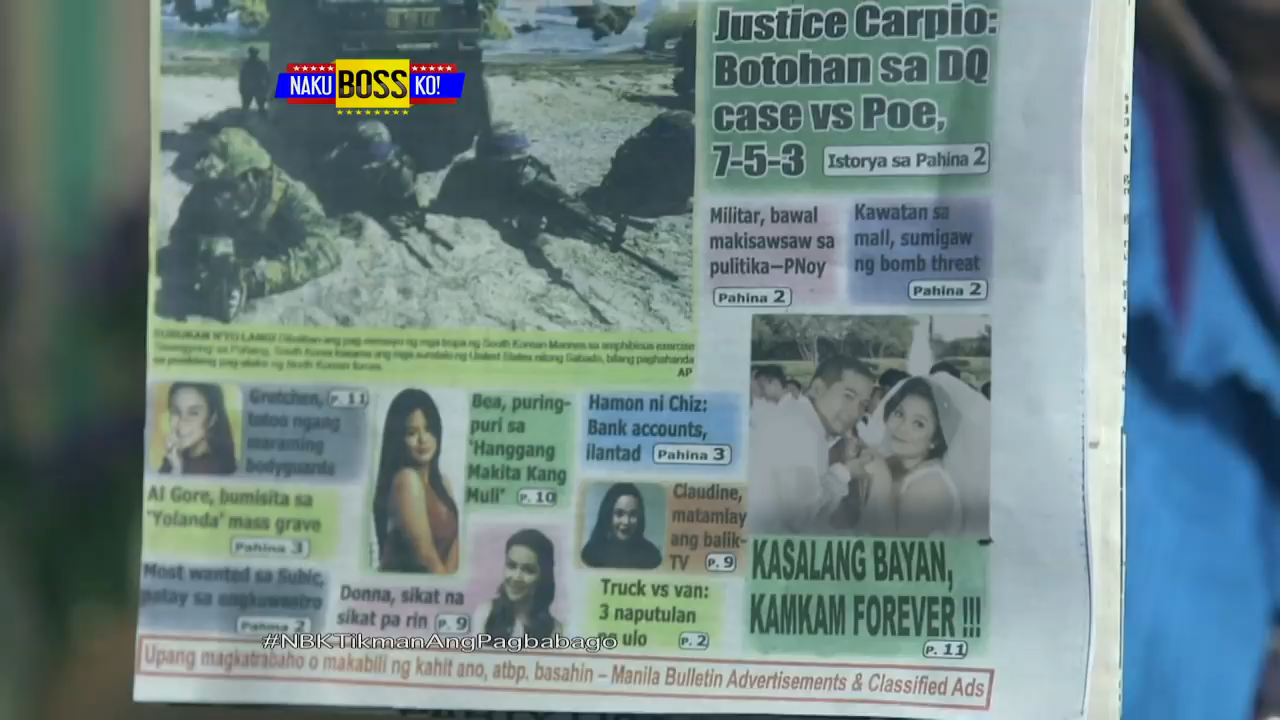 NAKU BOSS KO!
Justice Carpio:
Botohan sa DQ
case vs Poe,
7-5-3
Istorya sa Pahina 2
Militar, bawal
makisawsaw sa
pulitika—PNoy
Pahina 2
Kawatan sa
mall, sumigaw
ng bomb threat
Pahina 2
AP
Gretchen, P. 11
totoo ngang
maraming
bodyguards
Al Gore, bumisita sa
'Yolanda' mass grave
Pahina 3
Most wanted sa Subic,
patay sa engkuwentro
Pahina 2
Bea, puring-
puri sa
'Hanggang
Makita Kang
Muli' P. 10
Donna, sikat na
sikat pa rin P. 9
Hamon ni Chiz:
Bank accounts,
ilantad Pahina 3
Claudine,
matamlay
ang balik-
TV P. 9
Truck vs van:
3 naputulan
ulo P. 2
KASALANG BAYAN,
KAMKAM FOREVER !!!
P. 11
#NBKTikmanAngPagbabago
Upang magkatrabaho o makabili ng kahit ano, atbp. basahin – Manila Bulletin Advertisements & Classified Ads